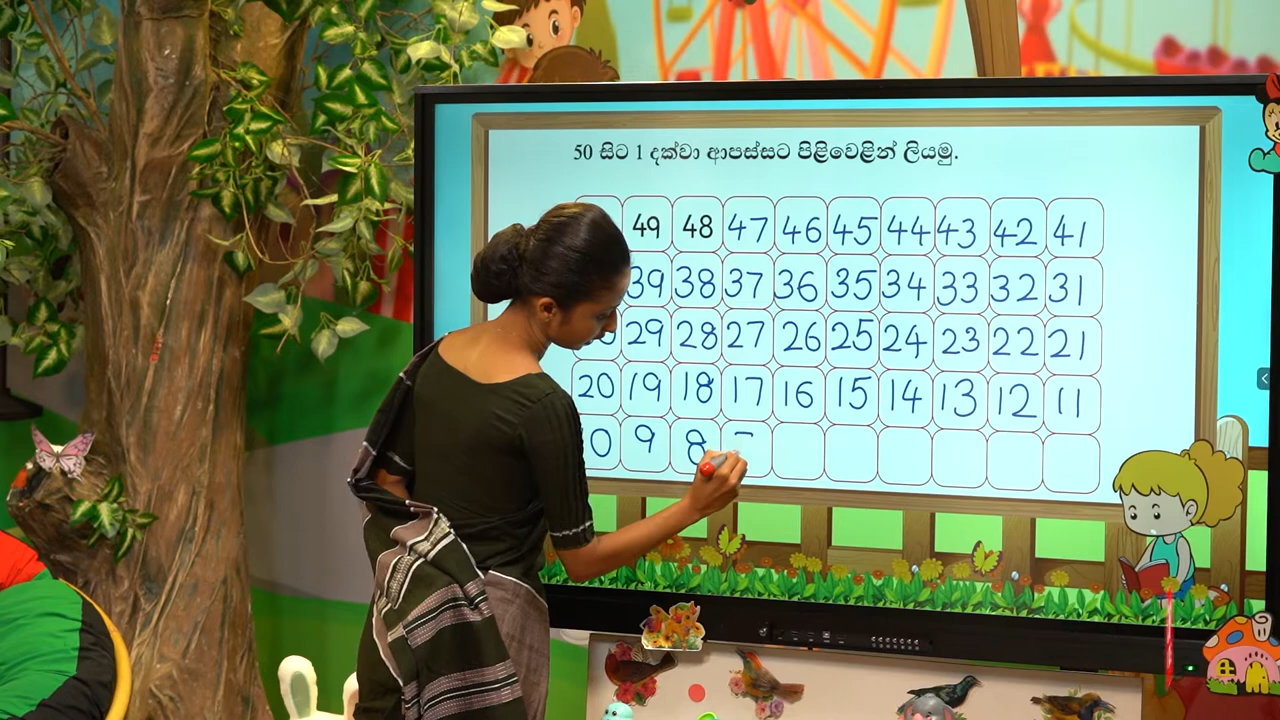 50 සිට 1 දක්වා ආපස්සට පිළිවෙළින් ලියමු.
49 48 47 46 45 44 43 42 41
39 38 37 36 35 34 33 32 31
29 28 27 26 25 24 23 22 21
20 19 18 17 16 15 14 13 12 11
9 8